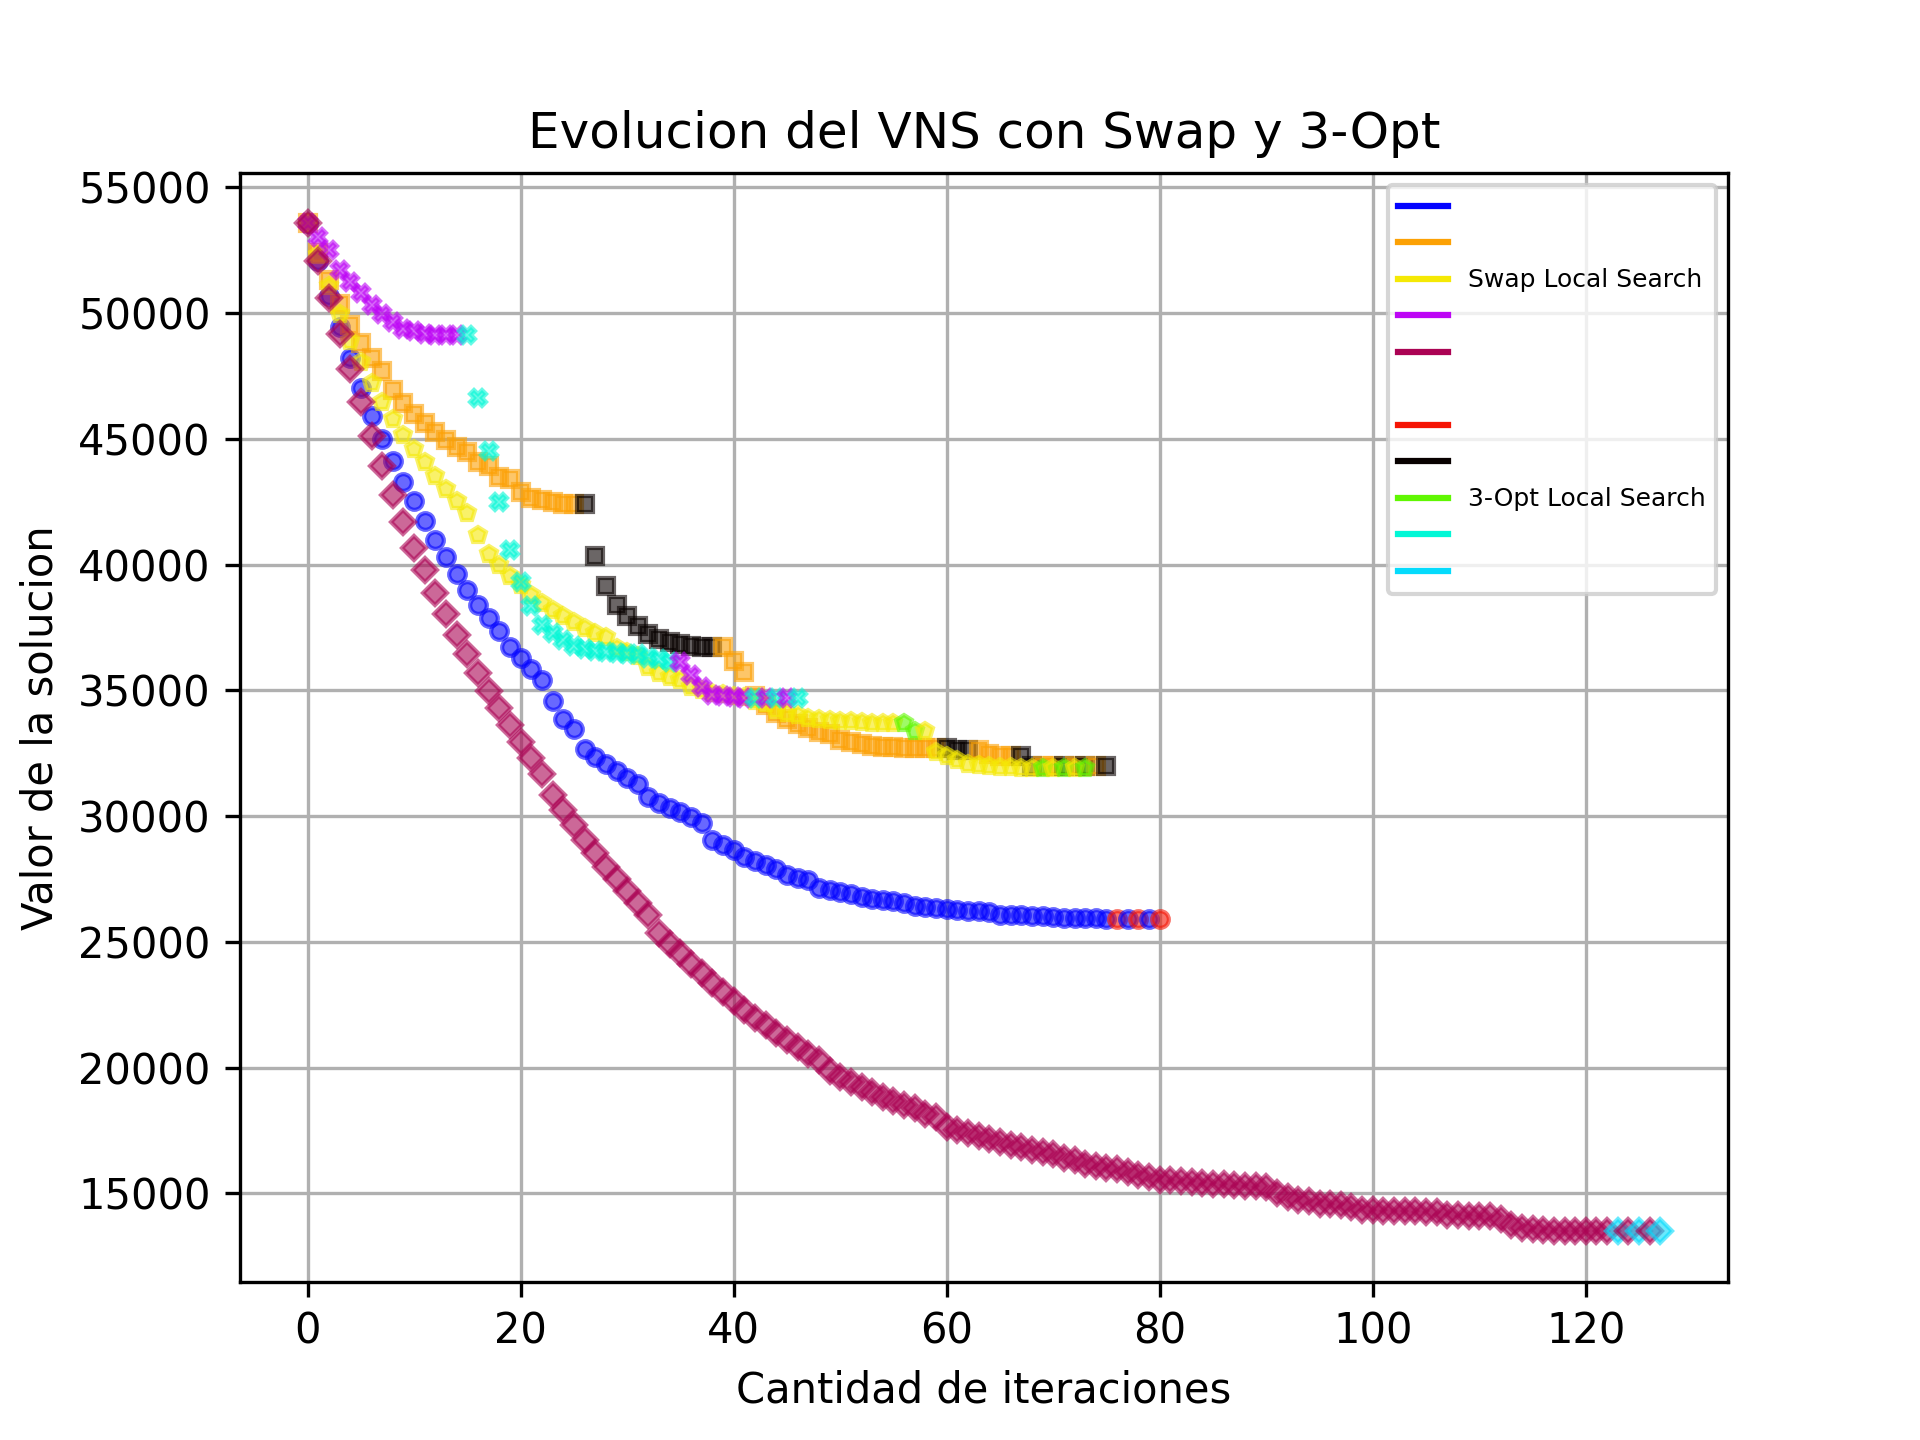 Evolucion del VNS con Swap y 3-Opt
55000
50000
45000
40000
35000
30000
25000
20000
15000
Valor de la solucion
Swap Local Search
3-Opt Local Search
0 20 40 60 80 100 120
Cantidad de iteraciones